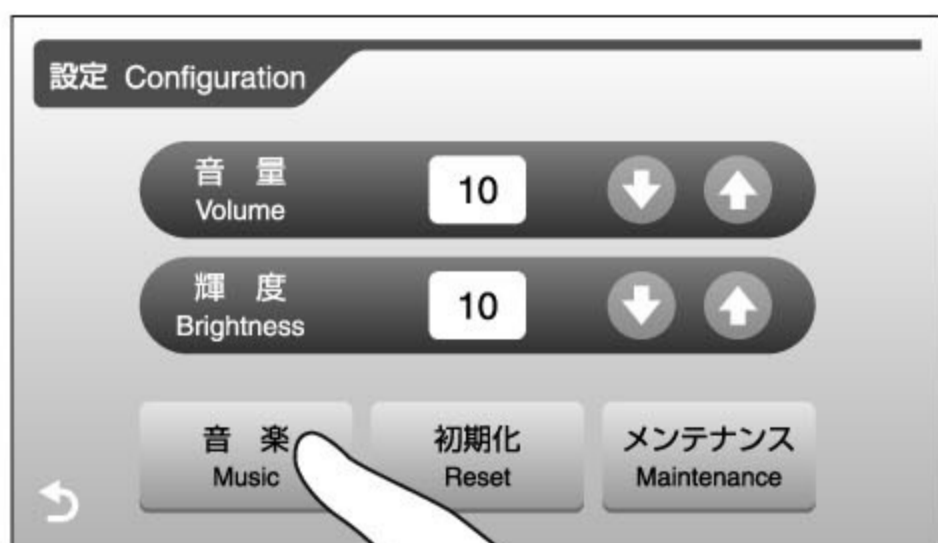 設定 Configuration
音 量
Volume
10
輝 度
Brightness
10
音 楽
Music
初期化
Reset
メンテナンス
Maintenance